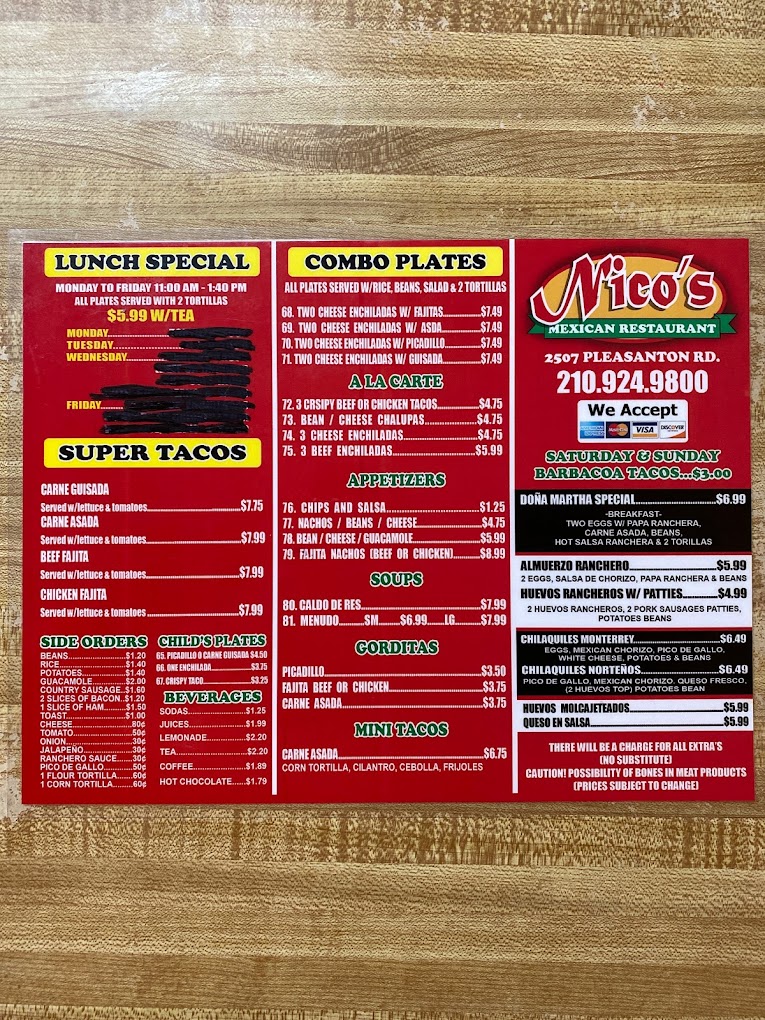 LUNCH SPECIAL
MONDAY TO FRIDAY 11:00 AM - 1:40 PM
ALL PLATES SERVED WITH 2 TORTILLAS
$5.99 W/TEA
MONDAY
TUESDAY
WEDNESDAY
FRIDAY
SUPER TACOS
CARNE GUISADA
Served w/lettuce & tomatoes...$7.75
CARNE ASADA
Served w/lettuce & tomatoes...$7.99
BEEF FAJITA
Served w/lettuce & tomatoes...$7.99
CHICKEN FAJITA
Served w/lettuce & tomatoes...$7.99
SIDE ORDERS
BEANS...$1.20
RICE...$1.40
POTATOES...$1.40
GUACAMOLE...$2.00
COUNTRY SAUSAGE..$1.60
2 SLICES OF BACON..$1.20
1 SLICE OF HAM...$1.50
TOAST...$1.00
CHEESE...80¢
TOMATO...50¢
ONION...30¢
JALAPEÑO...30¢
RANCHERO SAUCE...30¢
PICO DE GALLO...50¢
1 FLOUR TORTILLA...60¢
1 CORN TORTILLA...60¢
CHILD'S PLATES
65. PICADILLO O CARNE GUISADA $4.50
66. ONE ENCHILADA...$3.75
67. CRISPY TACO...$3.25
BEVERAGES
SODAS...$1.25
JUICES...$1.99
LEMONADE...$2.20
TEA...$2.20
COFFEE...$1.89
HOT CHOCOLATE...$1.79
COMBO PLATES
ALL PLATES SERVED W/RICE, BEANS, SALAD & 2 TORTILLAS
68. TWO CHEESE ENCHILADAS W/ FAJITAS...$7.49
69. TWO CHEESE ENCHILADAS W/ ASDA...$7.49
70. TWO CHEESE ENCHILADAS W/ PICADILLO...$7.49
71. TWO CHEESE ENCHILADAS W/ GUISADA...$7.49
A LA CARTE
72. 3 CRSIPY BEEF OR CHICKEN TACOS...$4.75
73. BEAN / CHEESE CHALUPAS...$4.75
74. 3 CHEESE ENCHILADAS...$4.75
75. 3 BEEF ENCHILADAS...$5.99
APPETIZERS
76. CHIPS AND SALSA...$1.25
77. NACHOS / BEANS / CHEESE...$4.75
78. BEAN / CHEESE / GUACAMOLE...$5.99
79. FAJITA NACHOS (BEEF OR CHICKEN)...$8.99
SOUPS
80. CALDO DE RES...$7.99
81. MENUDO...SM...$6.99...LG...$7.99
GORDITAS
PICADILLO...$3.50
FAJITA BEEF OR CHICKEN...$3.75
CARNE ASADA...$3.75
MINI TACOS
CARNE ASADA...$6.75
CORN TORTILLA, CILANTRO, CEBOLLA, FRIJOLES
Nico's
MEXICAN RESTAURANT
2507 PLEASANTON RD.
210.924.9800
We Accept
MasterCard VISA DISCOVER
SATURDAY & SUNDAY
BARBACOA TACOS...$3.00
DOÑA MARTHA SPECIAL...$6.99
-BREAKFAST-
TWO EGGS W/ PAPA RANCHERA,
CARNE ASADA, BEANS,
HOT SALSA RANCHERA & 2 TORILLAS
ALMUERZO RANCHERO...$5.99
2 EGGS, SALSA DE CHORIZO, PAPA RANCHERA & BEANS
HUEVOS RANCHEROS W/ PATTIES...$4.99
2 HUEVOS RANCHEROS, 2 PORK SAUSAGES PATTIES,
POTATOES BEANS
CHILAQUILES MONTERREY...$6.49
EGGS, MEXICAN CHORIZO, PICO DE GALLO,
WHITE CHEESE, POTATOES & BEANS
CHILAQUILES NORTEÑOS...$6.49
PICO DE GALLO, MEXICAN CHORIZO. QUESO FRESCO,
(2 HUEVOS TOP) POTATOES BEAN
HUEVOS MOLCAJETEADOS...$5.99
QUESO EN SALSA...$5.99
THERE WILL BE A CHARGE FOR ALL EXTRA'S
(NO SUBSTITUTE)
CAUTION! POSSIBILITY OF BONES IN MEAT PRODUCTS
(PRICES SUBJECT TO CHANGE)